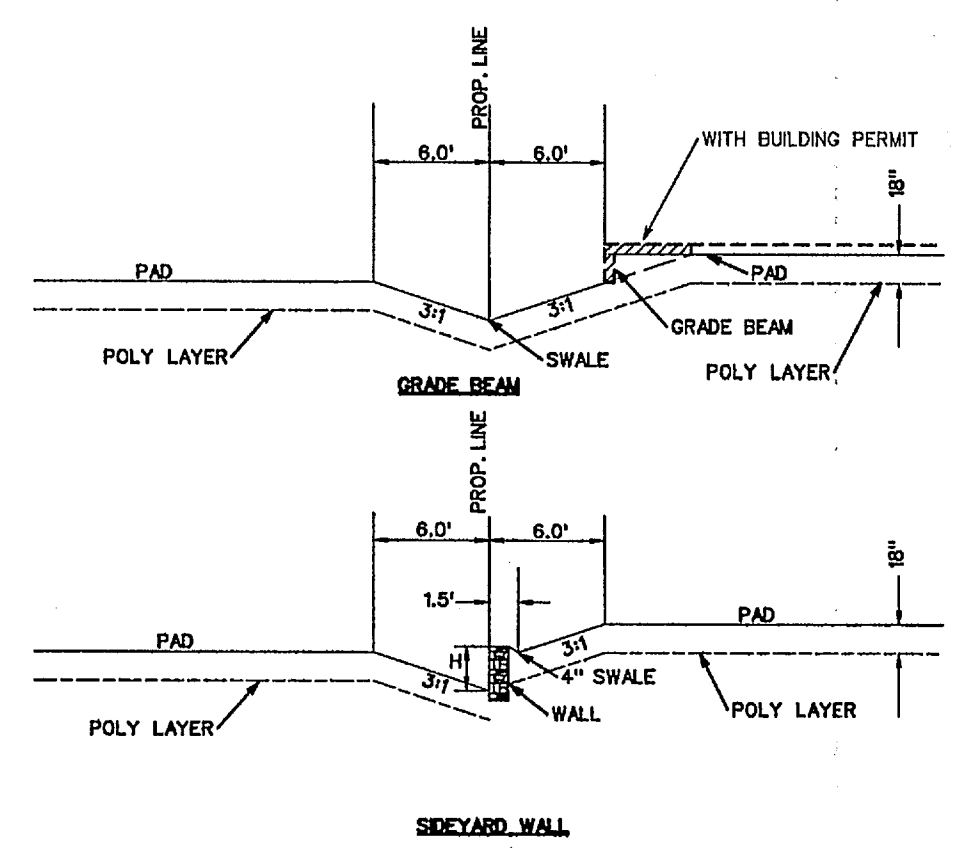 PROP. LINE
6.0'
6.0'
WITH BUILDING PERMIT
18"
PAD
PAD
3:1
3:1
GRADE BEAM
POLY LAYER
SWALE
POLY LAYER
GRADE BEAM
PROP. LINE
6.0'
6.0'
18"
1.5'
PAD
PAD
H
3:1
3:1
4" SWALE
WALL
POLY LAYER
POLY LAYER
SIDEYARD WALL